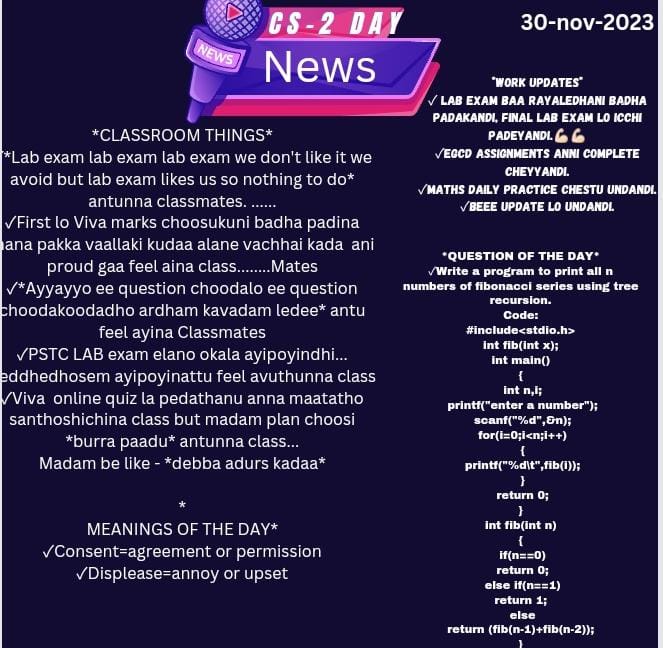 CS-2 DAY
NEWS
News
30-nov-2023
*CLASSROOM THINGS*
*Lab exam lab exam lab exam we don't like it we
avoid but lab exam likes us so nothing to do*
antunna classmates. ......
✓First lo Viva marks choosukuni badha padina
mana pakka vaallaki kudaa alane vachhai kada ani
proud gaa feel aina class........Mates
✓*Ayyayyo ee question choodalo ee question
choodakoodadho ardham kavadam ledee* antu
feel ayina Classmates
✓PSTC LAB exam elano okala ayipoyindhi...
eddhedhosem ayipoyinattu feel avuthunna class
✓Viva online quiz la pedathanu anna maatatho
santhoshichina class but madam plan choosi
*burra paadu* antunna class...
Madam be like - *debba adurs kadaa*
*
MEANINGS OF THE DAY*
✓Consent=agreement or permission
✓Displease=annoy or upset
*WORK UPDATES*
✓ LAB EXAM BAA RAYALEDHANI BADHA
PADAKANDI, FINAL LAB EXAM LO ICCHI
PADEYANDI.💪🏻💪🏻
✓EGCD ASSIGNMENTS ANNI COMPLETE
CHEYYANDI.
✓MATHS DAILY PRACTICE CHESTU UNDANDI.
✓BEEE UPDATE LO UNDANDI.
*QUESTION OF THE DAY*
✓Write a program to print all n
numbers of fibonacci series using tree
recursion.
Code:
#include<stdio.h>
int fib(int x);
int main()
{
int n,i;
printf("enter a number");
scanf("%d",&n);
for(i=0;i<n;i++)
{
printf("%d\t",fib(i));
}
return 0;
}
int fib(int n)
{
if(n==0)
return 0;
else if(n==1)
return 1;
else
return (fib(n-1)+fib(n-2));
}